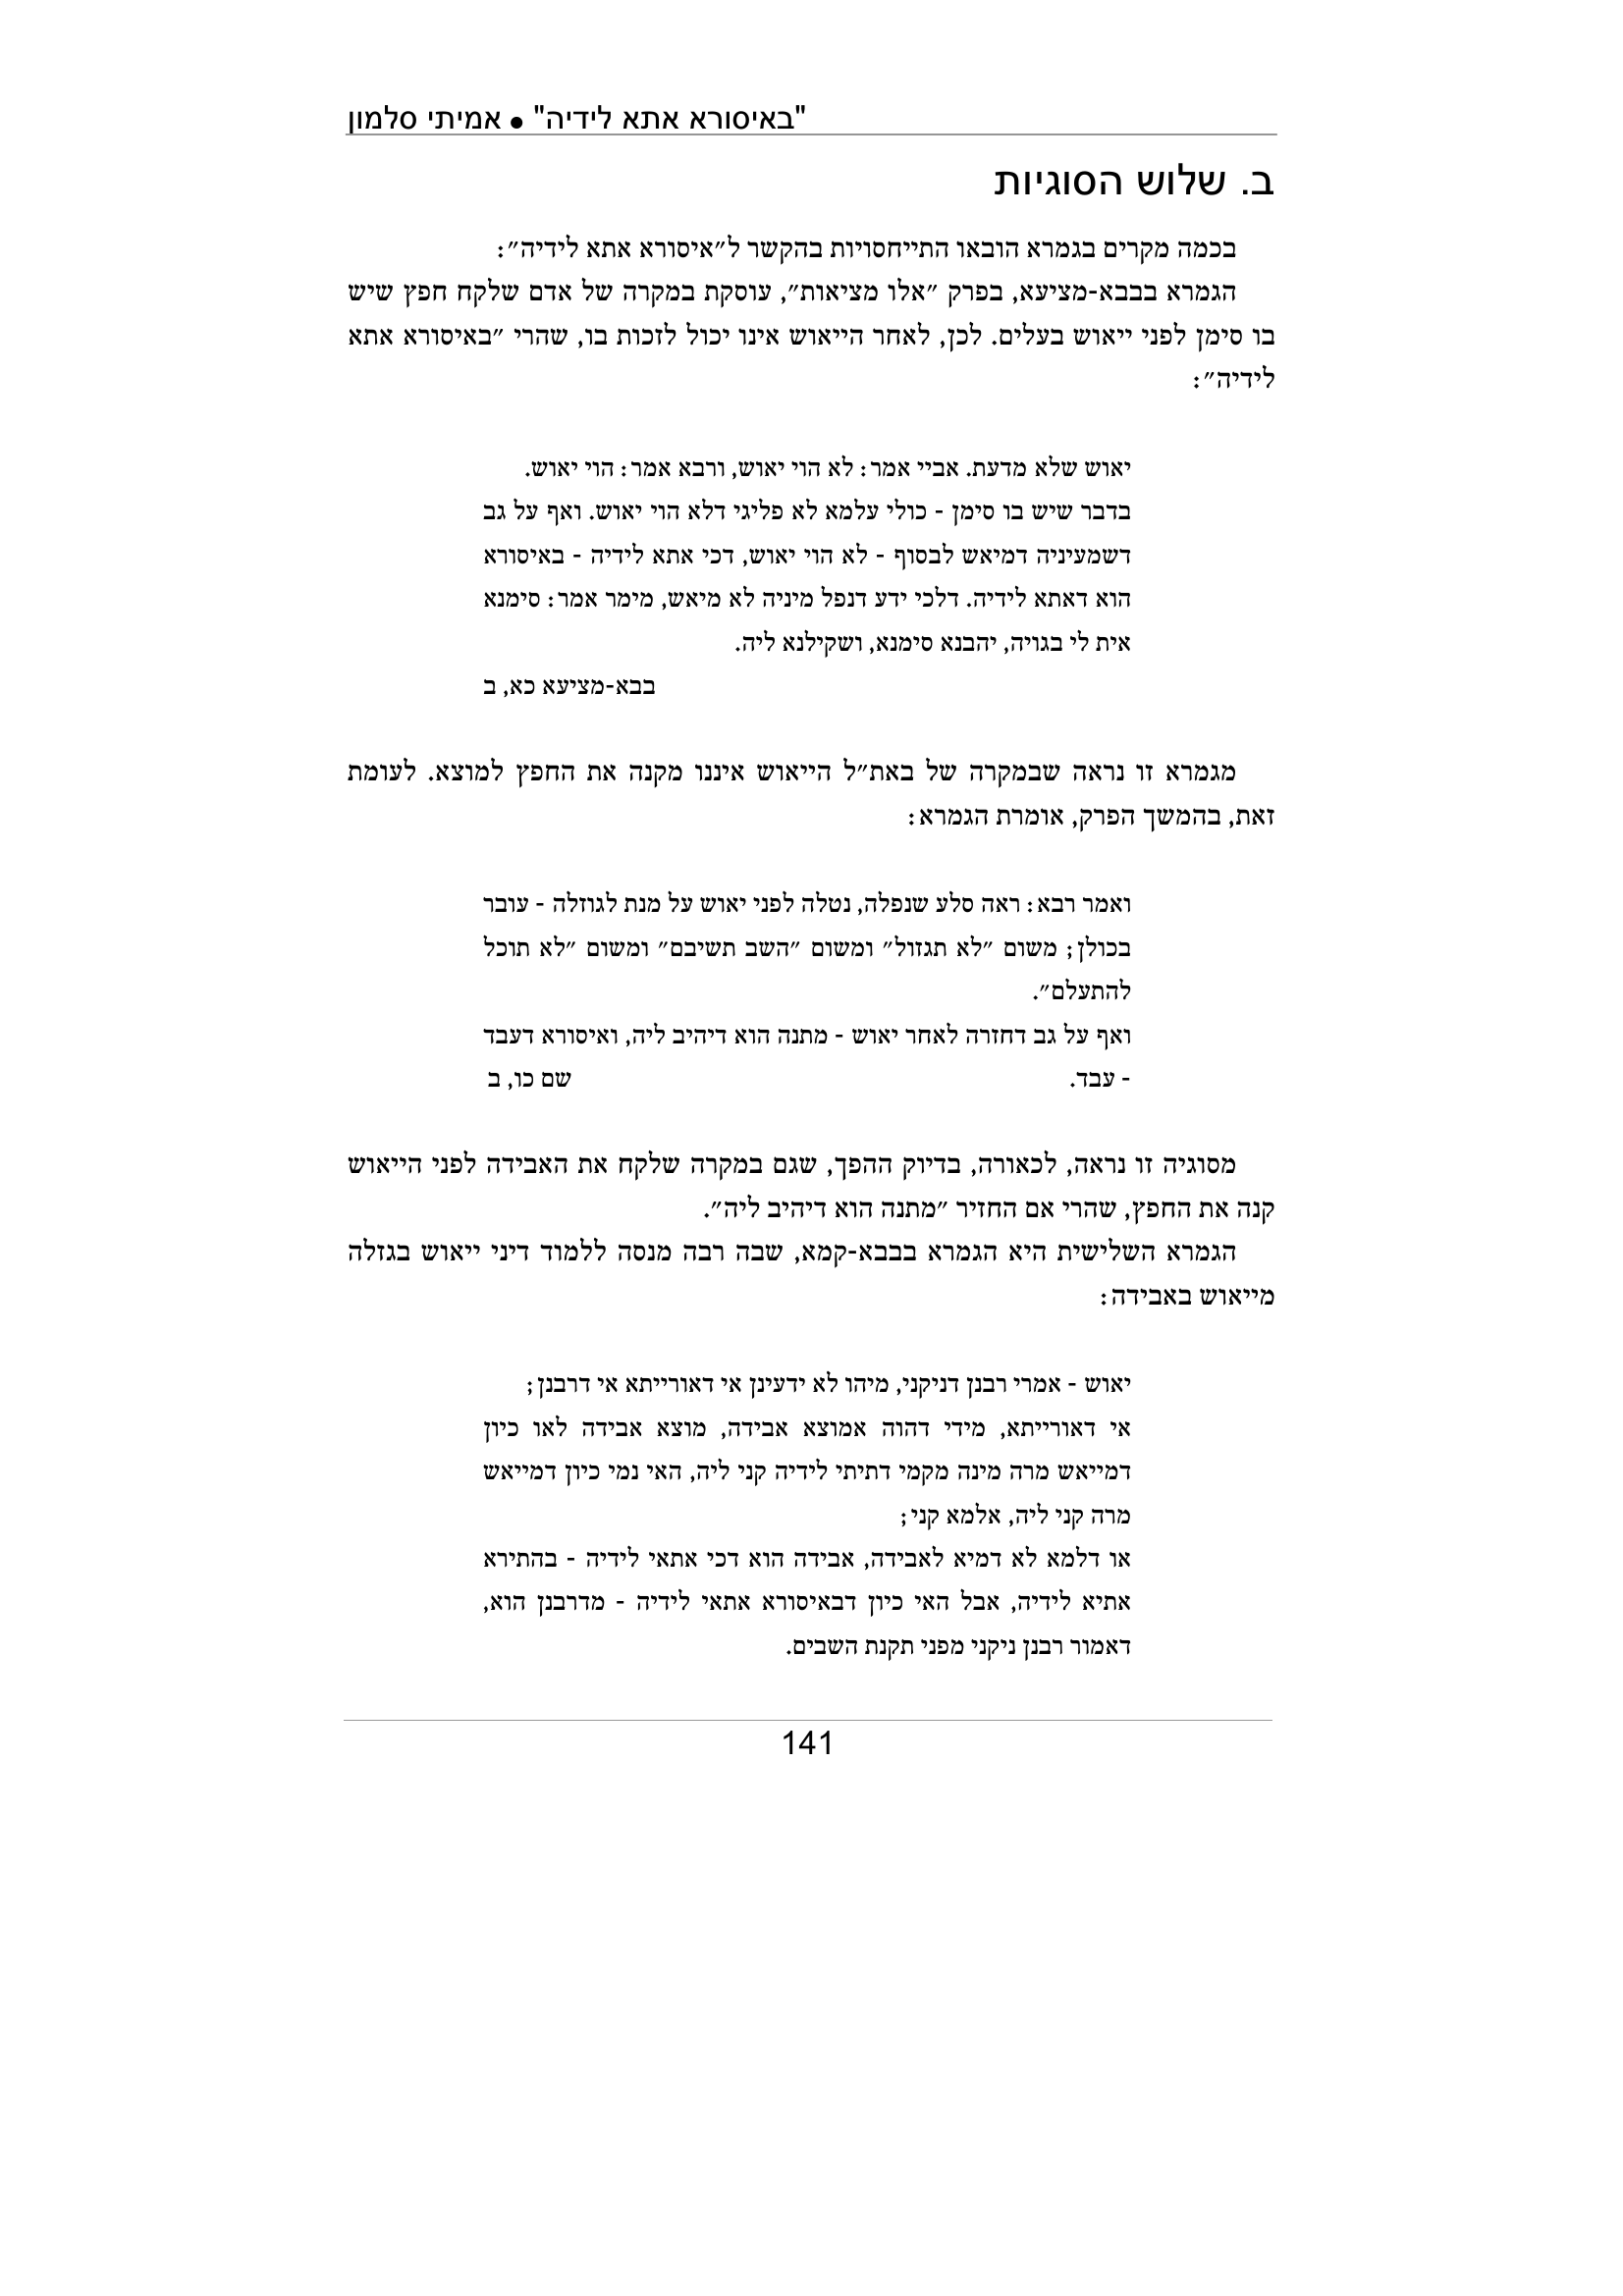 "באיסורא אתא לידיה" ● אמיתי סלמון
ב. שלוש הסוגיות
בכמה מקרים בגמרא הובאו התייחסויות בהקשר ל״איסורא אתא לידיה״:
הגמרא בבבא-מציעא, בפרק ״אלו מציאות״, עוסקת במקרה של אדם שלקח חפץ שיש
בו סימן לפני ייאוש בעלים. לכן, לאחר הייאוש אינו יכול לזכות בו, שהרי ״באיסורא אתא
לידיה״:
יאוש שלא מדעת. אביי אמר: לא הוי יאוש, ורבא אמר: הוי יאוש.
בדבר שיש בו סימן - כולי עלמא לא פליגי דלא הוי יאוש. ואף על גב
דשמעיניה דמיאש לבסוף - לא הוי יאוש, דכי אתא לידיה - באיסורא
הוא דאתא לידיה. דלכי ידע דנפל מיניה לא מיאש, מימר אמר: סימנא
אית לי בגויה, יהבנא סימנא, ושקילנא ליה.
בבא-מציעא כא, ב
מגמרא זו נראה שבמקרה של באת״ל הייאוש איננו מקנה את החפץ למוצא. לעומת
זאת, בהמשך הפרק, אומרת הגמרא:
ואמר רבא: ראה סלע שנפלה, נטלה לפני יאוש על מנת לגוזלה - עובר
בכולן; משום ״לא תגזול״ ומשום ״השב תשיבם״ ומשום ״לא תוכל
להתעלם״.
ואף על גב דחזרה לאחר יאוש - מתנה הוא דיהיב ליה, ואיסורא דעבד
- עבד. שם כו, ב
מסוגיה זו נראה, לכאורה, בדיוק ההפך, שגם במקרה שלקח את האבידה לפני הייאוש
קנה את החפץ, שהרי אם החזיר ״מתנה הוא דיהיב ליה״.
הגמרא השלישית היא הגמרא בבבא-קמא, שבה רבה מנסה ללמוד דיני ייאוש בגזלה
מייאוש באבידה:
יאוש - אמרי רבנן דניקני, מיהו לא ידעינן אי דאורייתא אי דרבנן;
אי דאורייתא, מידי דהוה אמוצא אבידה, מוצא אבידה לאו כיון
דמייאש מרה מינה מקמי דתיתי לידיה קני ליה, האי נמי כיון דמייאש
מרה קני ליה, אלמא קני;
או דלמא לא דמיא לאבידה, אבידה הוא דכי אתאי לידיה - בהתירא
אתיא לידיה, אבל האי כיון דבאיסורא אתאי לידיה - מדרבנן הוא,
דאמור רבנן ניקני מפני תקנת השבים.
141